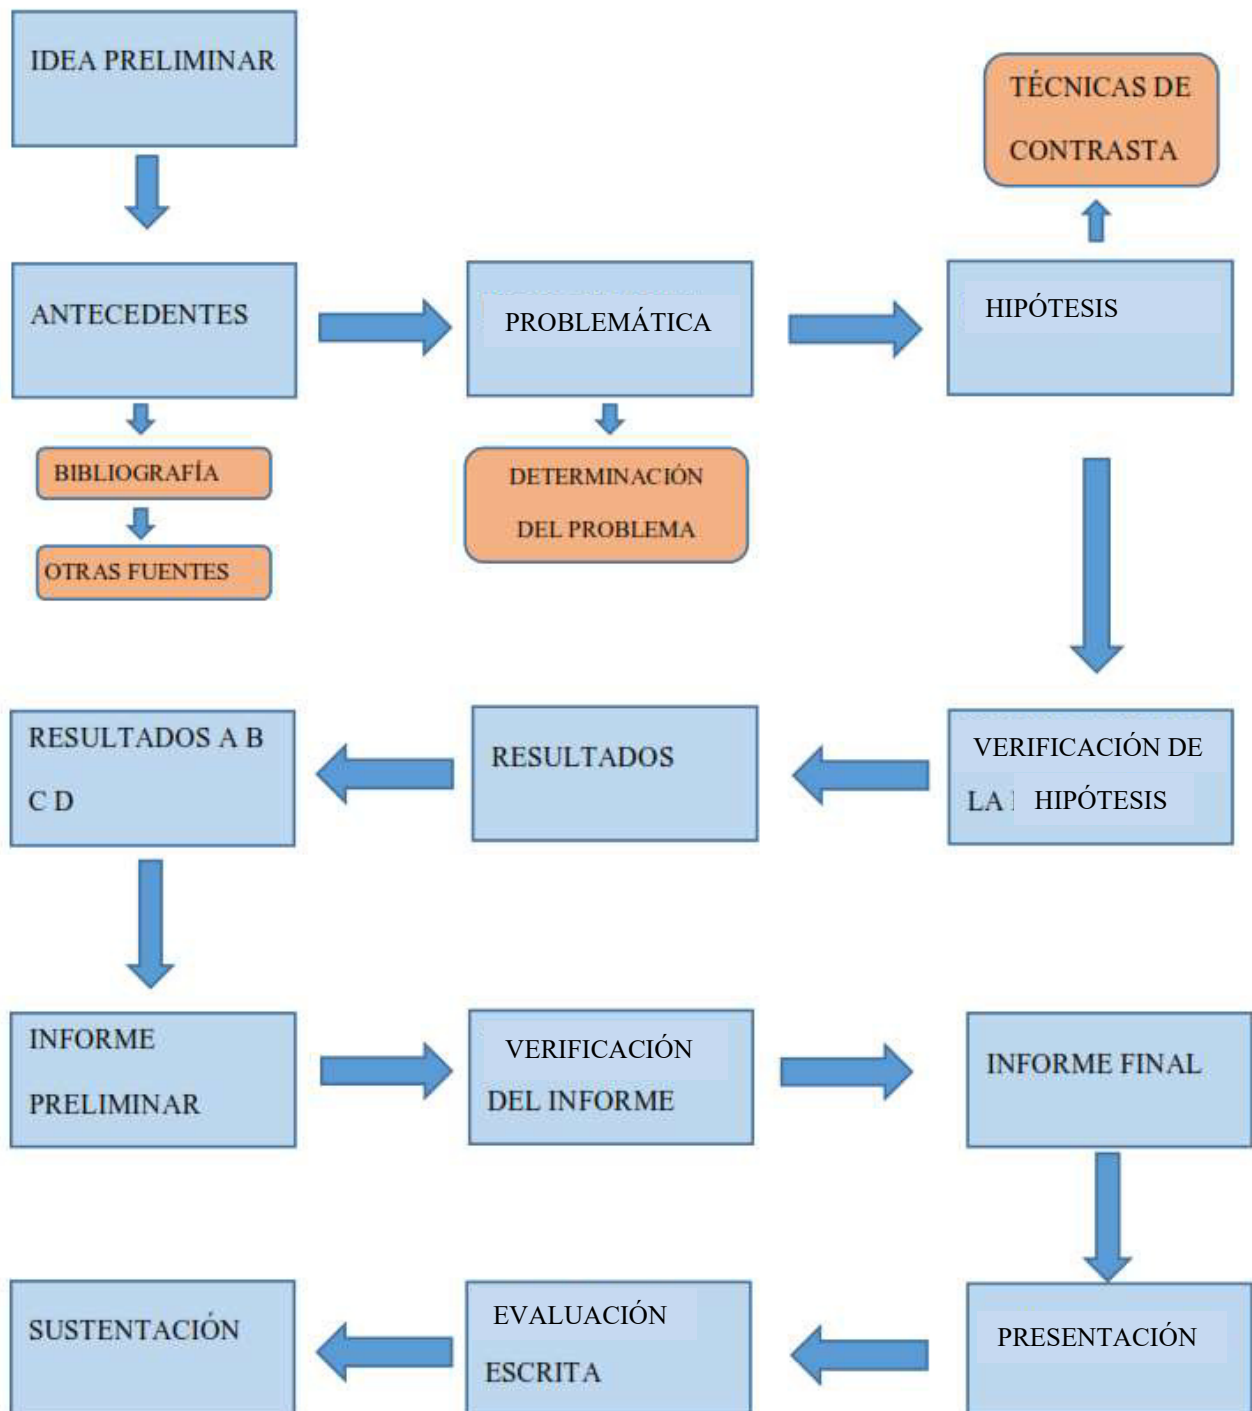 IDEA PRELIMINAR
TÉCNICAS DE
CONTRASTA
ANTECEDENTES
PROBLEMÁTICA
HIPÓTESIS
BIBLIOGRAFÍA
OTRAS FUENTES
DETERMINACIÓN
DEL PROBLEMA
RESULTADOS A B
C D
RESULTADOS
VERIFICACIÓN DE
LA HIPÓTESIS
INFORME
PRELIMINAR
VERIFICACIÓN
DEL INFORME
INFORME FINAL
SUSTENTACIÓN
EVALUACIÓN
ESCRITA
PRESENTACIÓN